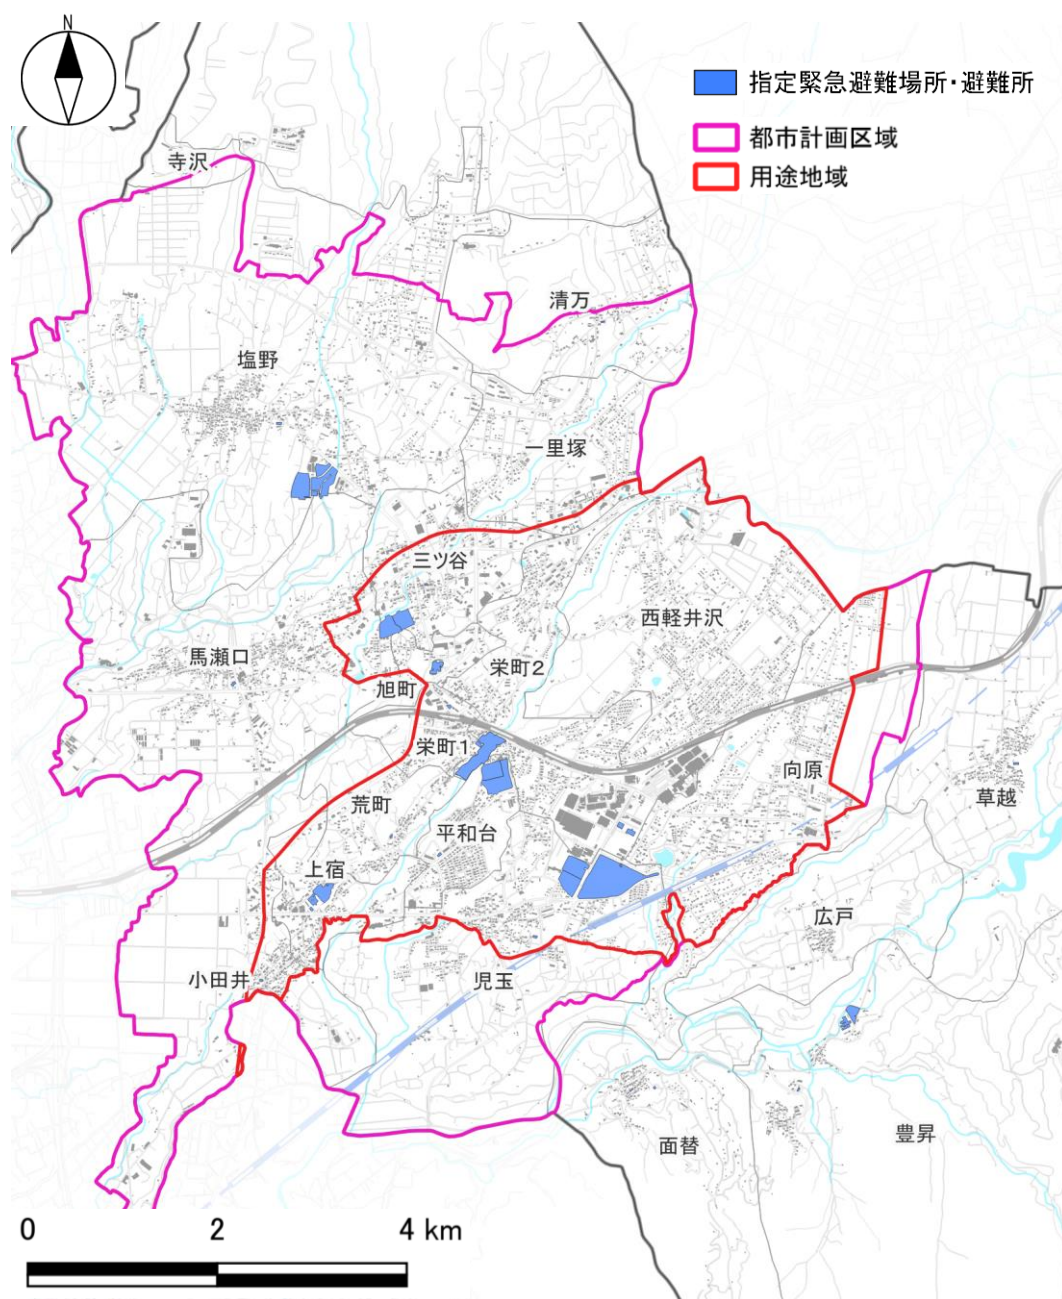 N
指定緊急避難場所・避難所
都市計画区域
用途地域
寺沢
清万
塩野
一里塚
三ツ谷
西軽井沢
馬瀬口
栄町2
旭町
栄町1
向原
草越
荒町
平和台
上宿
広戸
小田井
児玉
豊昇
面替
0 2 4 km